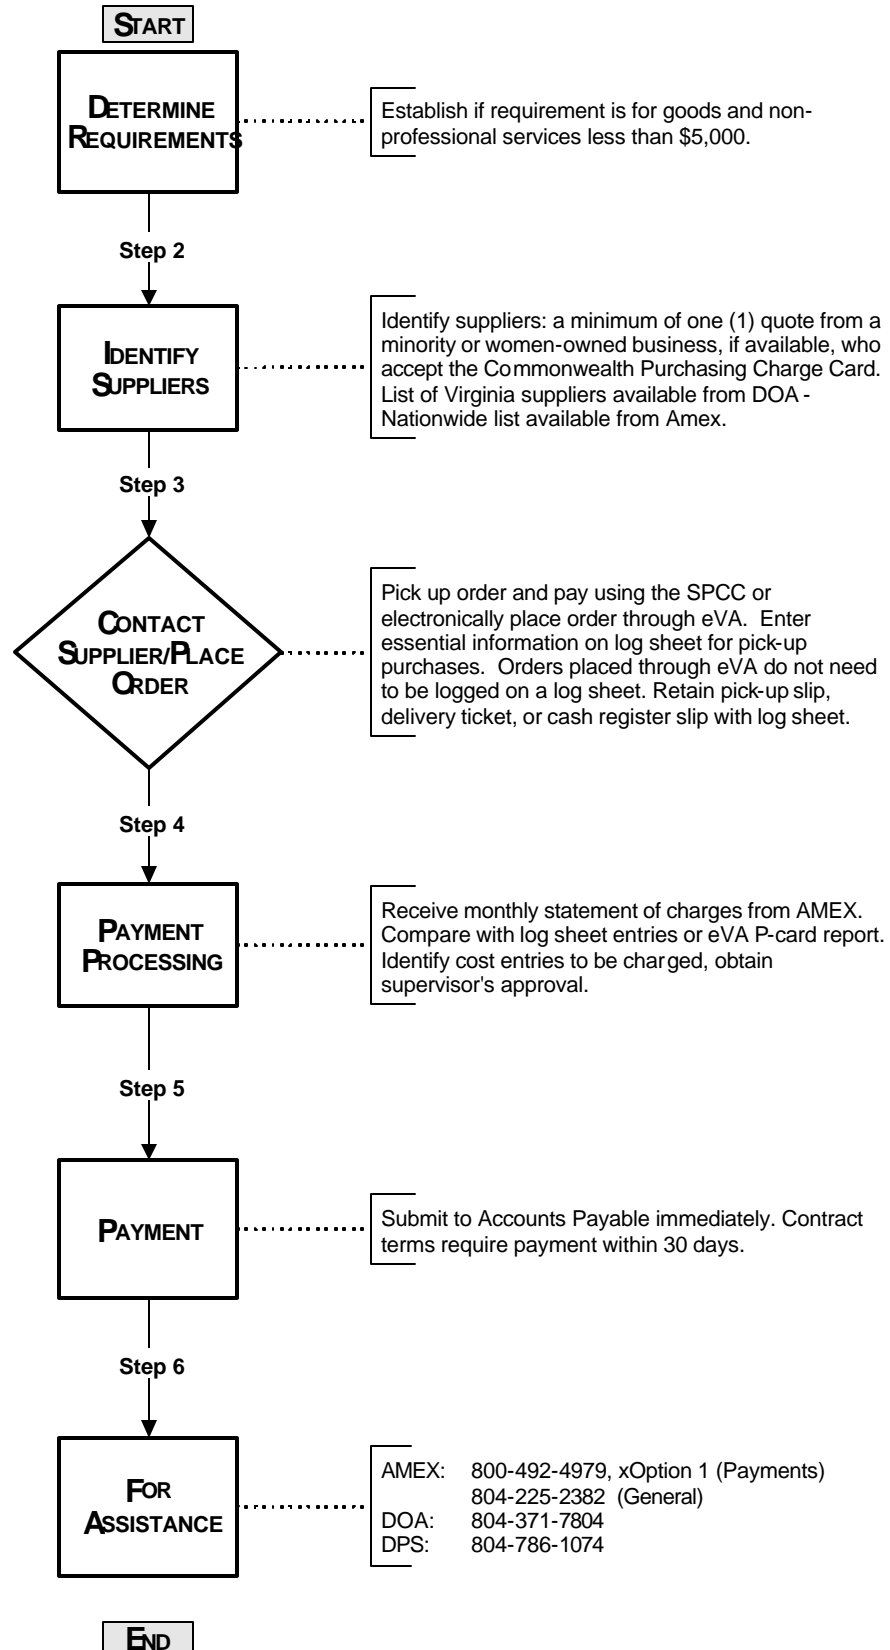 START
DETERMINE
REQUIREMENTS
Establish if requirement is for goods and non-
professional services less than $5,000.
Step 2
IDENTIFY
SUPPLIERS
Identify suppliers: a minimum of one (1) quote from a
minority or women-owned business, if available, who
accept the Commonwealth Purchasing Charge Card.
List of Virginia suppliers available from DOA -
Nationwide list available from Amex.
Step 3
CONTACT
SUPPLIER/PLACE
ORDER
Pick up order and pay using the SPCC or
electronically place order through eVA.  Enter
essential information on log sheet for pick-up
purchases.  Orders placed through eVA do not need
to be logged on a log sheet. Retain pick-up slip,
delivery ticket, or cash register slip with log sheet.
Step 4
PAYMENT
PROCESSING
Receive monthly statement of charges from AMEX.
Compare with log sheet entries or eVA P-card report.
Identify cost entries to be charged, obtain
supervisor's approval.
Step 5
PAYMENT
Submit to Accounts Payable immediately. Contract
terms require payment within 30 days.
Step 6
FOR
ASSISTANCE
AMEX: 800-492-4979, xOption 1 (Payments)
804-225-2382 (General)
DOA: 804-371-7804
DPS: 804-786-1074
END